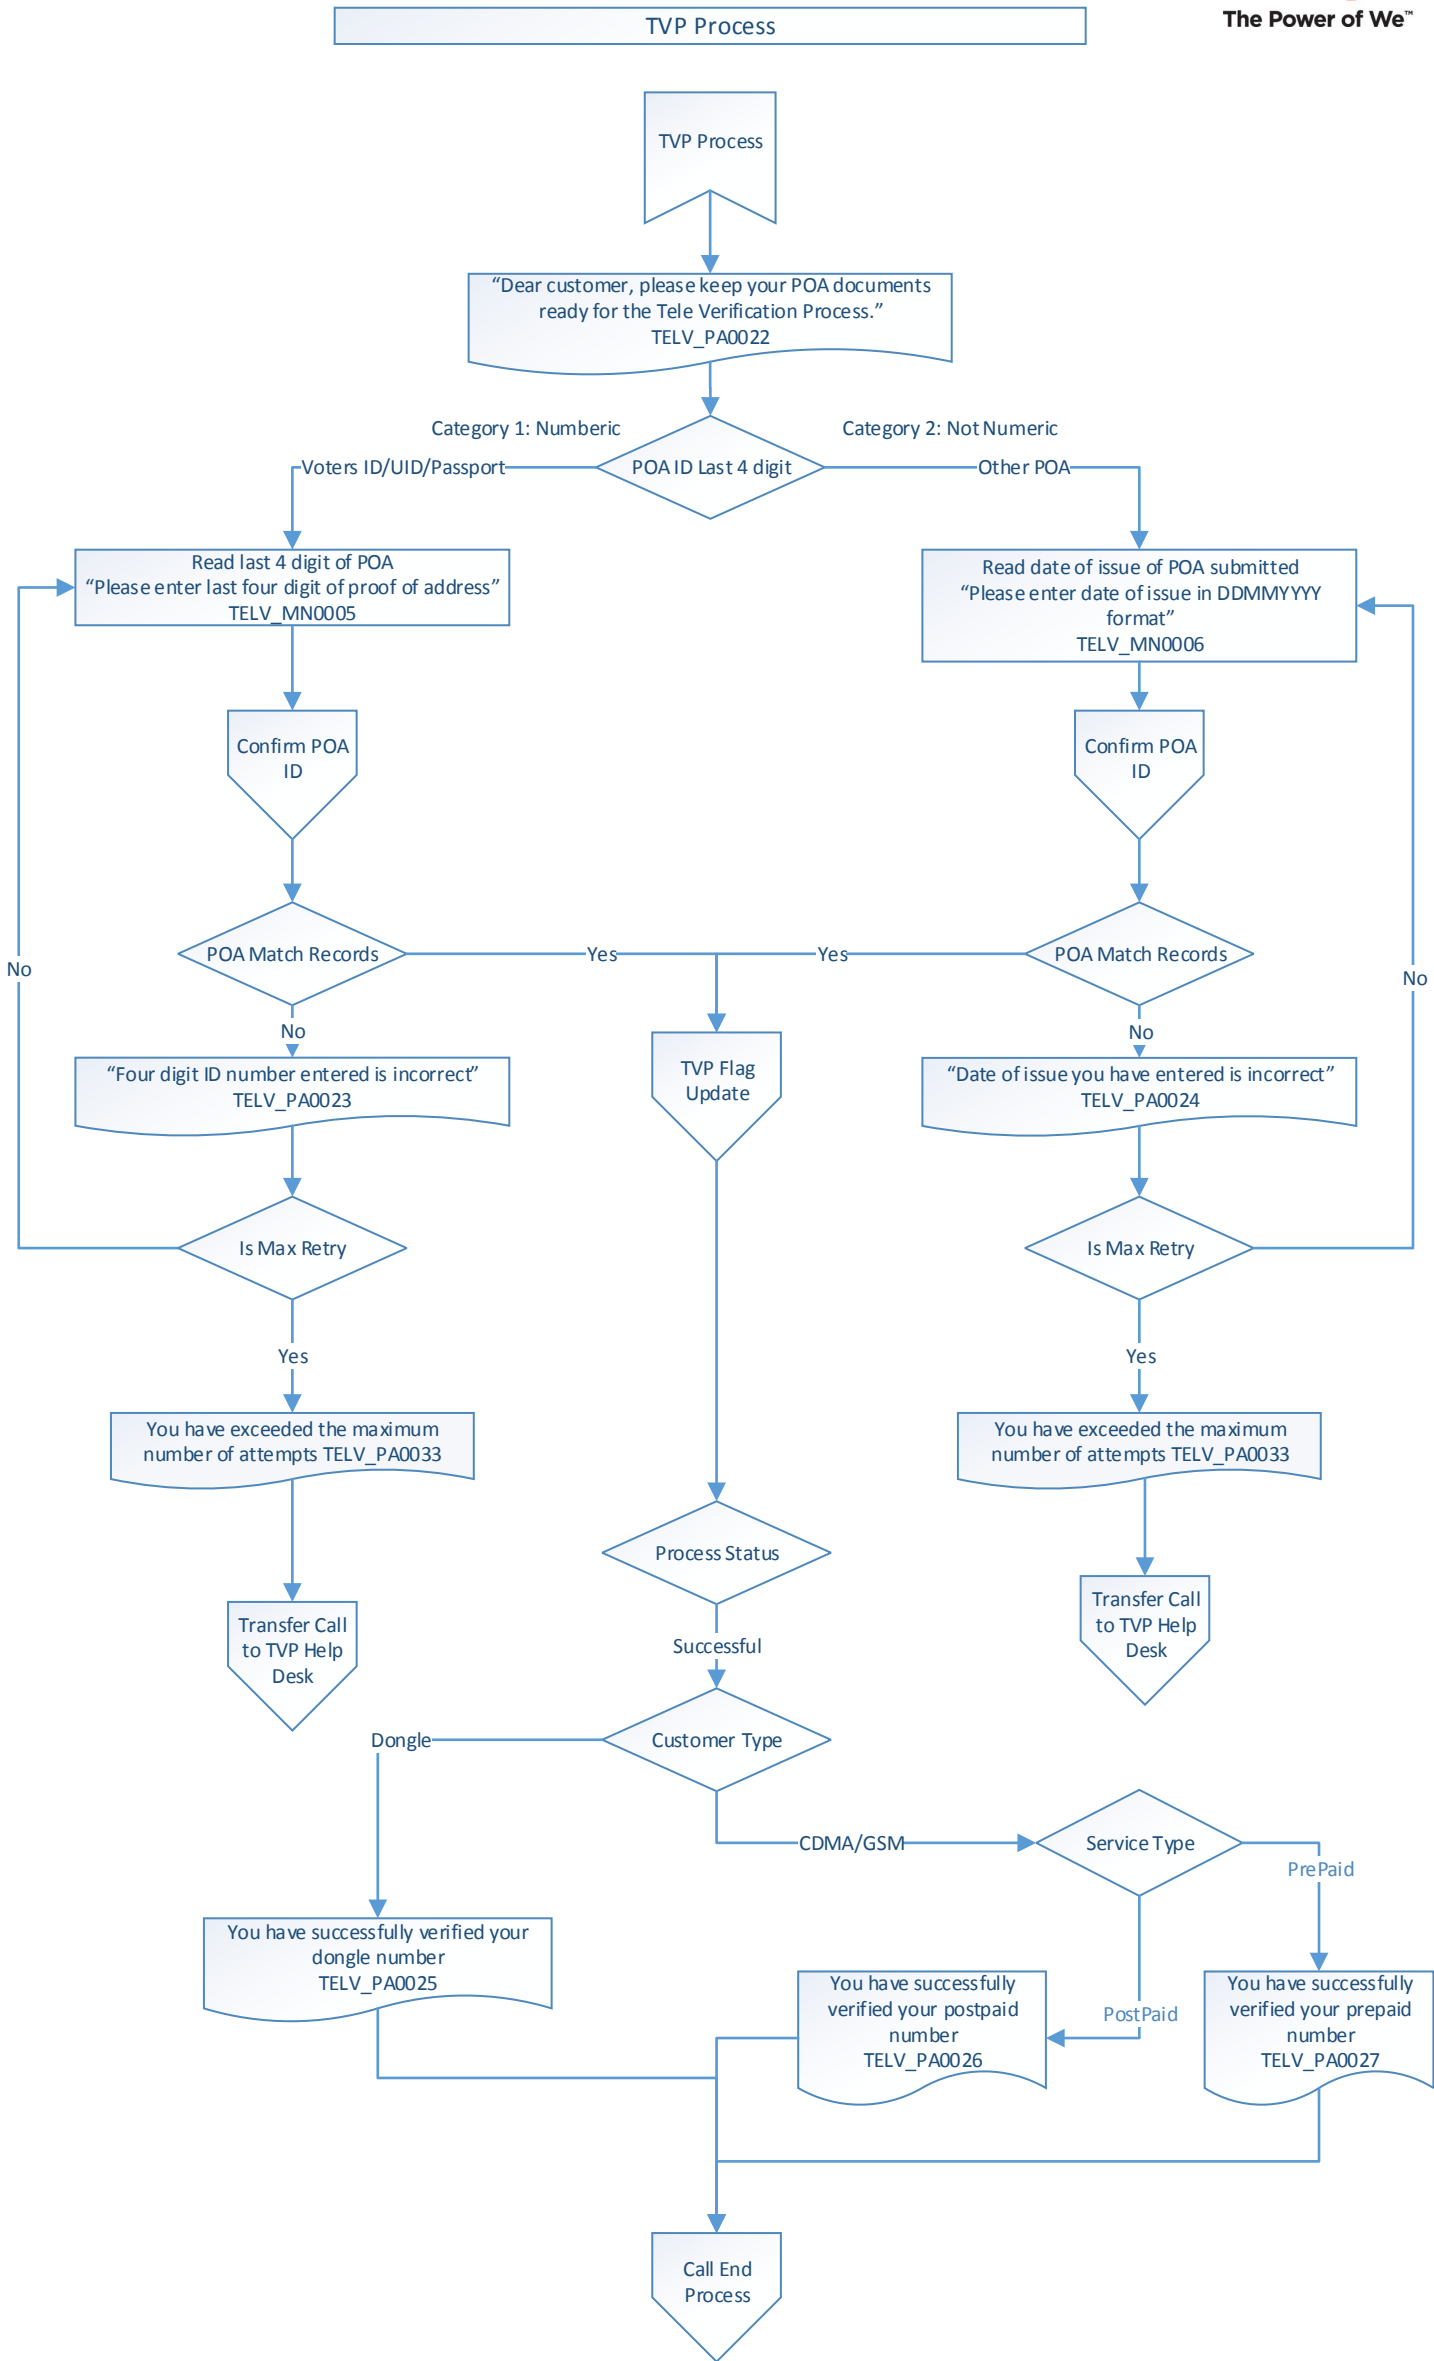 The Power of We™
TVP Process
TVP Process
“Dear customer, please keep your POA documents
ready for the Tele Verification Process.”
TELV_PA0022
Category 1: Numberic
Category 2: Not Numeric
Voters ID/UID/Passport
POA ID Last 4 digit
Other POA
Read last 4 digit of POA
“Please enter last four digit of proof of address”
TELV_MN0005
Read date of issue of POA submitted
“Please enter date of issue in DDMMYYYY
format”
TELV_MN0006
Confirm POA
ID
Confirm POA
ID
POA Match Records
Yes
Yes
POA Match Records
No
No
No
No
“Four digit ID number entered is incorrect”
TELV_PA0023
TVP Flag
Update
“Date of issue you have entered is incorrect”
TELV_PA0024
Is Max Retry
Is Max Retry
Yes
Yes
You have exceeded the maximum
number of attempts TELV_PA0033
You have exceeded the maximum
number of attempts TELV_PA0033
Process Status
Transfer Call
to TVP Help
Desk
Transfer Call
to TVP Help
Desk
Successful
Dongle
Customer Type
CDMA/GSM
Service Type
PrePaid
You have successfully verified your
dongle number
TELV_PA0025
PostPaid
You have successfully
verified your postpaid
number
TELV_PA0026
You have successfully
verified your prepaid
number
TELV_PA0027
Call End
Process